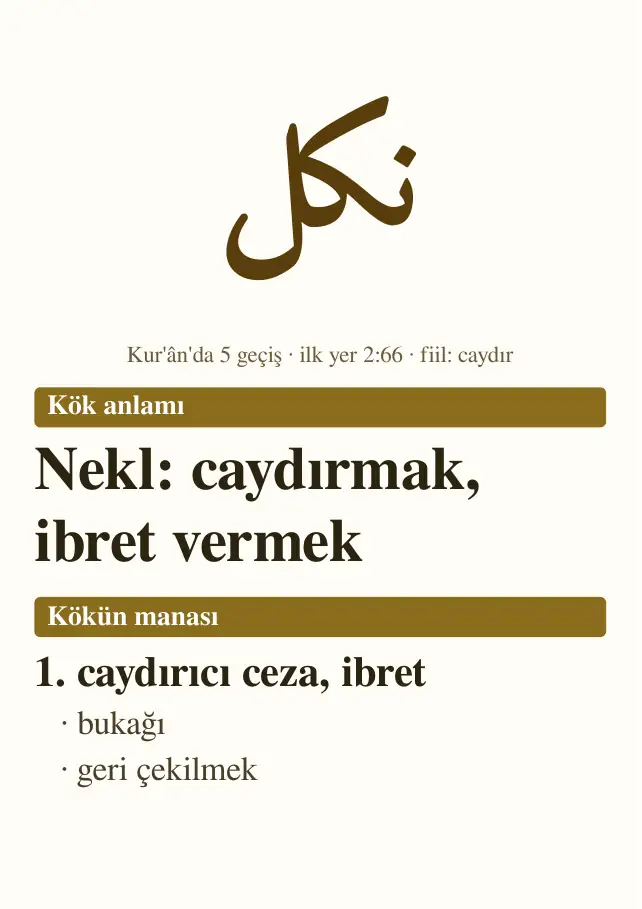 نكل
Kur'ân'da 5 geçiş · ilk yer 2:66 · fiil: caydır
Kök anlamı
Nekl: caydırmak,
ibret vermek
Kökün manası
1. caydırıcı ceza, ibret
· bukağı
· geri çekilmek